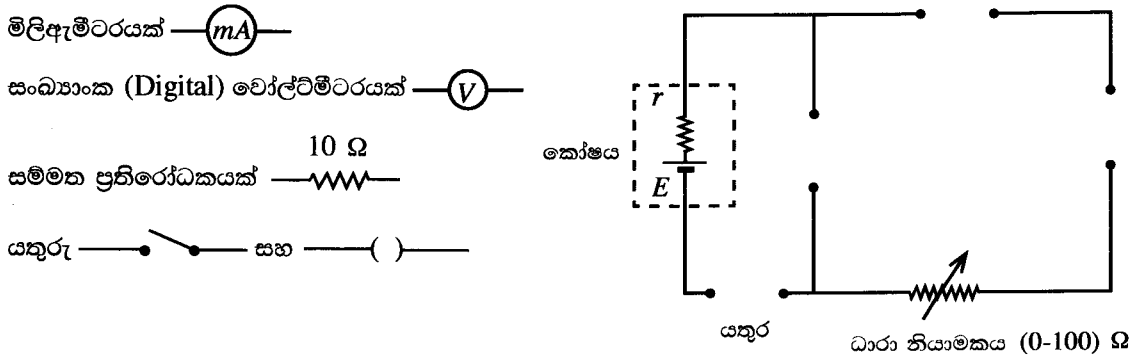 මිලිඇමීටරයක් mA
සංඛ්‍යාංක (Digital) වෝල්ට්මීටරයක් V
10 Ω
සම්මත ප්‍රතිරෝධකයක්
යතුරු සහ ( )
r
කෝෂය
E
යතුර
ධාරා නියාමකය (0-100) Ω